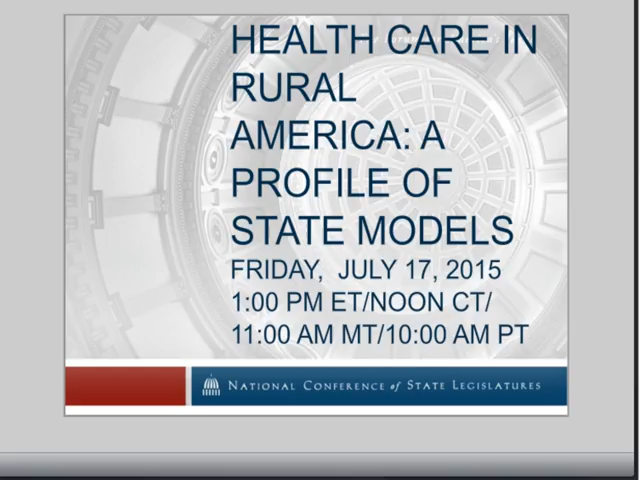 HEALTH CARE IN
RURAL
AMERICA: A
PROFILE OF
STATE MODELS
FRIDAY, JULY 17, 2015
1:00 PM ET/NOON CT/
11:00 AM MT/10:00 AM PT
NATIONAL CONFERENCE of STATE LEGISLATURES